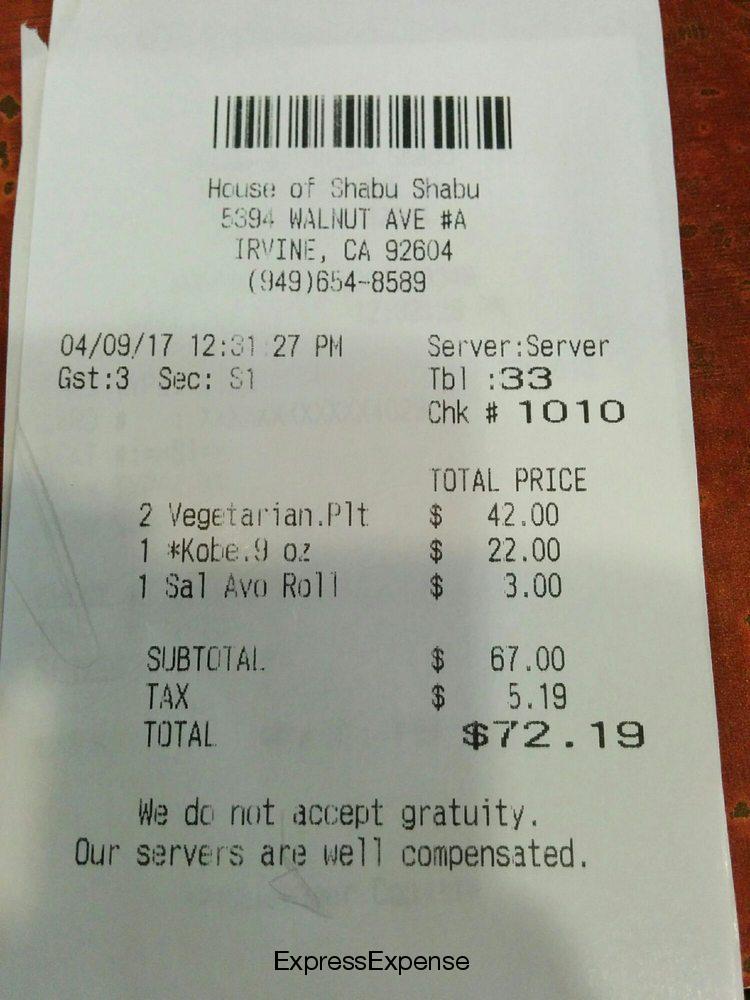 House of Shabu Shabu
5394 WALNUT AVE #A
IRVINE, CA 92604
(949)654-8589
04/09/17 12:31:27 PM Server:Server
Gst:3 Sec: S1 Tbl :33
Chk # 1010
TOTAL PRICE
2 Vegetarian.Plt $ 42.00
1 *Kobe.9 oz $ 22.00
1 Sal Avo Roll $ 3.00
SUBTOTAL $ 67.00
TAX $ 5.19
TOTAL $72.19
We do not accept gratuity.
Our servers are well compensated.
ExpressExpense